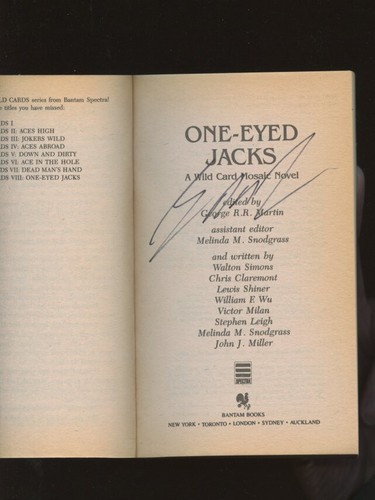 LD CARDS series from Bantam Spectra!
titles you have missed:
DS I
DS II: ACES HIGH
DS III: JOKERS WILD
DS IV: ACES ABROAD
DS V: DOWN AND DIRTY
DS VI: ACE IN THE HOLE
DS VII: DEAD MAN'S HAND
DS VIII: ONE-EYED JACKS
ONE-EYED
JACKS
A Wild Card Mosaic Novel
edited by
George R.R. Martin
assistant editor
Melinda M. Snodgrass
and written by
Walton Simons
Chris Claremont
Lewis Shiner
William F. Wu
Victor Milan
Stephen Leigh
Melinda M. Snodgrass
John J. Miller
SPECTRA
BANTAM BOOKS
NEW YORK • TORONTO • LONDON • SYDNEY • AUCKLAND